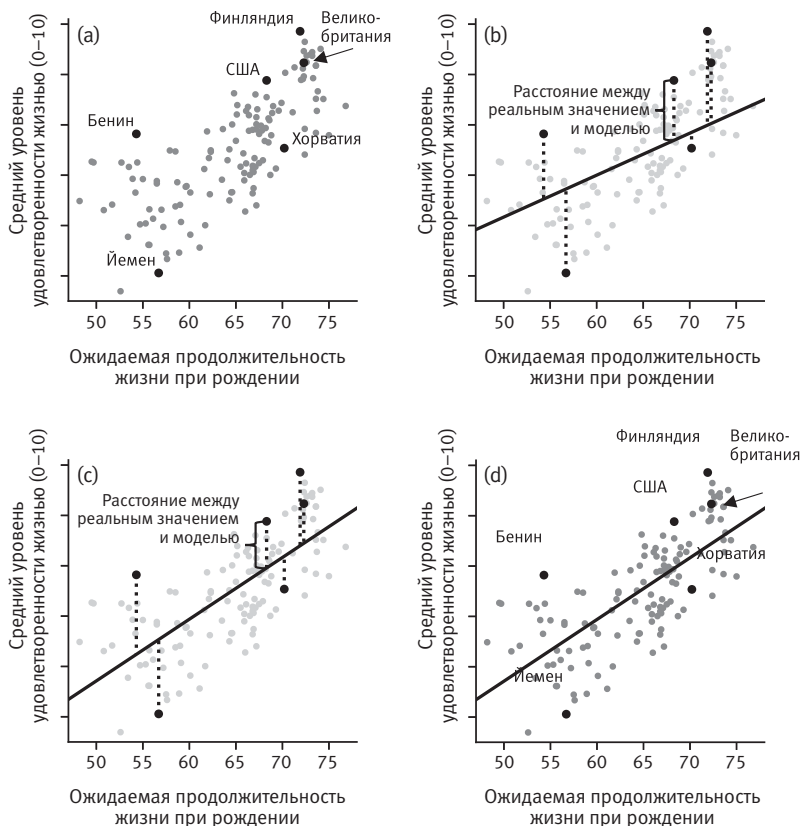 Средний уровень
удовлетворенности жизнью (0–10)
(a)
Финляндия
Велико-
британия
США
Бенин
Хорватия
Йемен
50 55 60 65 70 75
Ожидаемая продолжительность
жизни при рождении
Средний уровень
удовлетворенности жизнью (0–10)
(b)
Расстояние между
реальным значением
и моделью
50 55 60 65 70 75
Ожидаемая продолжительность
жизни при рождении
Средний уровень
удовлетворенности жизнью (0–10)
(c)
Расстояние между
реальным значением
и моделью
50 55 60 65 70 75
Ожидаемая продолжительность
жизни при рождении
Средний уровень
удовлетворенности жизнью (0–10)
(d)
Финляндия
Велико-
британия
США
Бенин
Хорватия
Йемен
50 55 60 65 70 75
Ожидаемая продолжительность
жизни при рождении